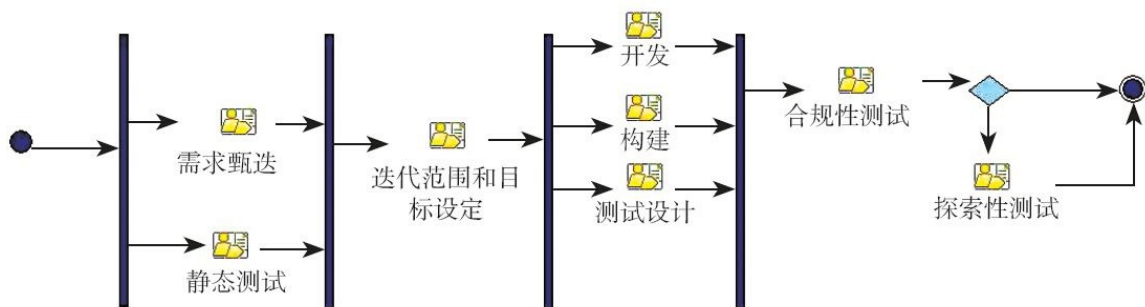 需求甄迭
静态测试
迭代范围和目
标设定
开发
构建
测试设计
合规性测试
探索性测试